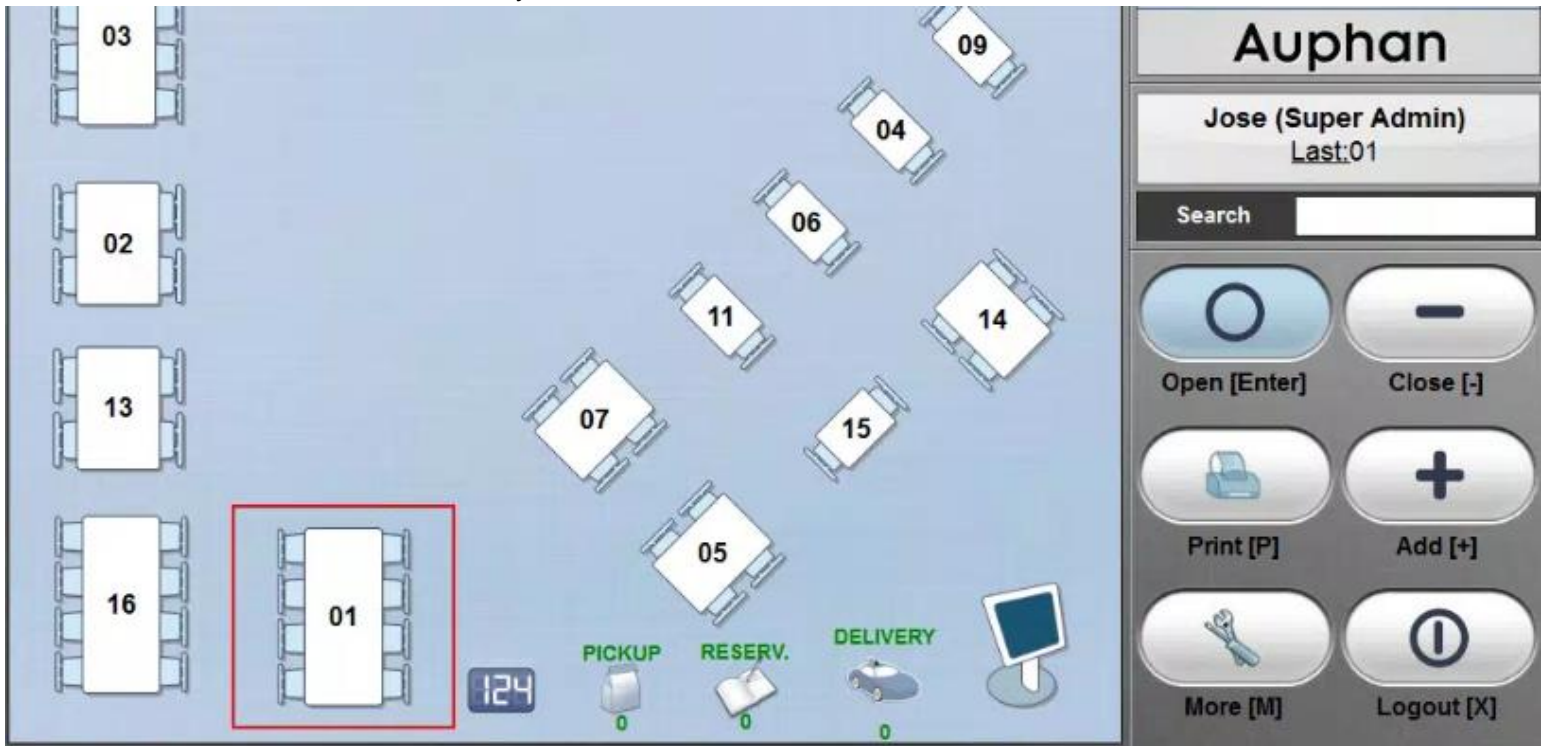 03
09
04
02
06
11
14
13
07
15
05
16
01
124
PICKUP
0
RESERV.
0
DELIVERY
0
Auphan
Jose (Super Admin)
Last:01
Search
Open [Enter]
Close [-]
Print [P]
Add [+]
More [M]
Logout [X]